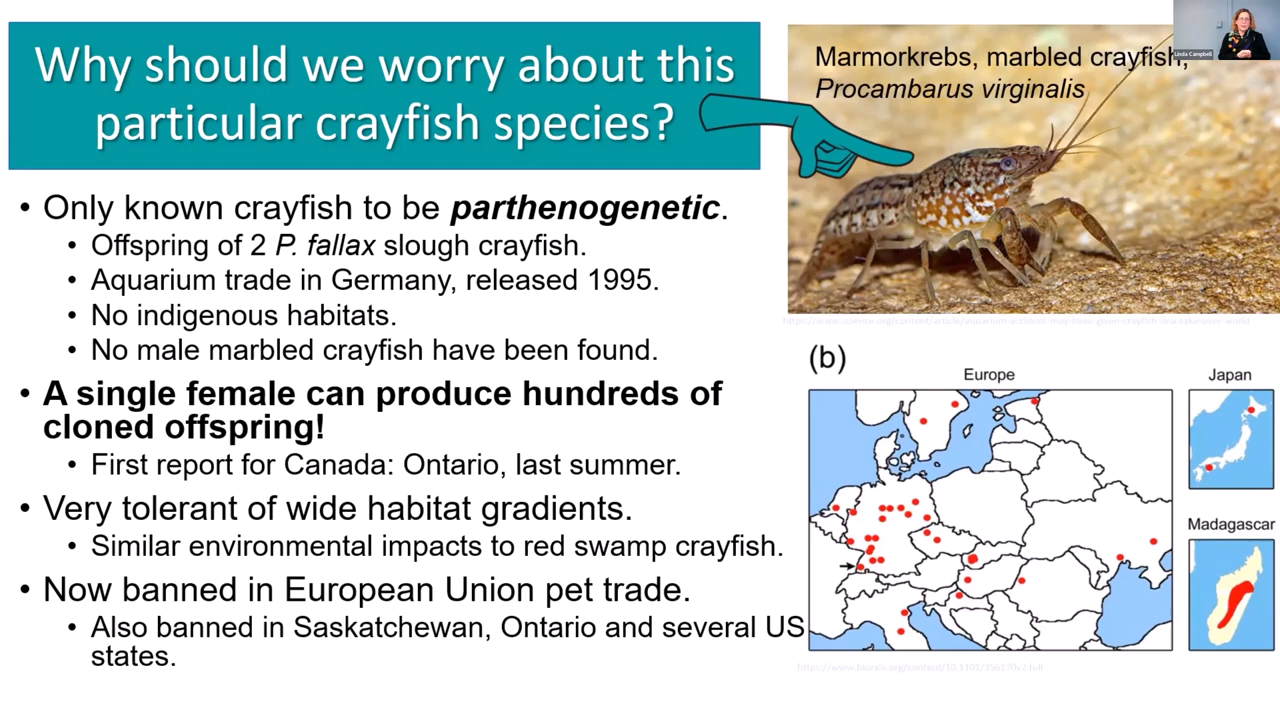 Why should we worry about this
particular crayfish species?
Marmorkrebs, marbled crayfish,
Procambarus virginalis
Linda Campbell
• Only known crayfish to be parthenogenetic.
• Offspring of 2 P. fallax slough crayfish.
• Aquarium trade in Germany, released 1995.
• No indigenous habitats.
• No male marbled crayfish have been found.
• A single female can produce hundreds of
cloned offspring!
• First report for Canada: Ontario, last summer.
• Very tolerant of wide habitat gradients.
• Similar environmental impacts to red swamp crayfish.
• Now banned in European Union pet trade.
• Also banned in Saskatchewan, Ontario and several US
states.
(b)
Europe
Japan
Madagascar